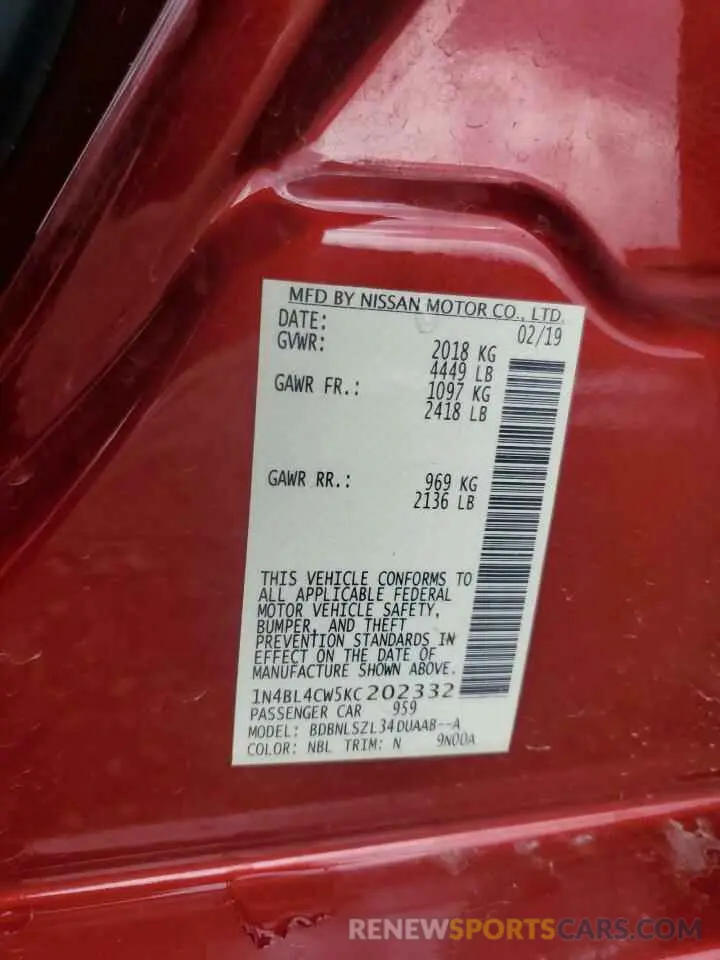 MFD BY NISSAN MOTOR CO., LTD.
DATE: 02/19
GVWR: 2018 KG
4449 LB
GAWR FR.: 1097 KG
2418 LB
GAWR RR.: 969 KG
2136 LB
THIS VEHICLE CONFORMS TO
ALL APPLICABLE FEDERAL
MOTOR VEHICLE SAFETY,
BUMPER, AND THEFT
PREVENTION STANDARDS IN
EFFECT ON THE DATE OF
MANUFACTURE SHOWN ABOVE.
1N4BL4CW5KC202332
PASSENGER CAR 959
MODEL: BDBNLSZL34DUAAB--A
COLOR: NBL TRIM: N 9N00A
RENEWSPORTSCARS.COM